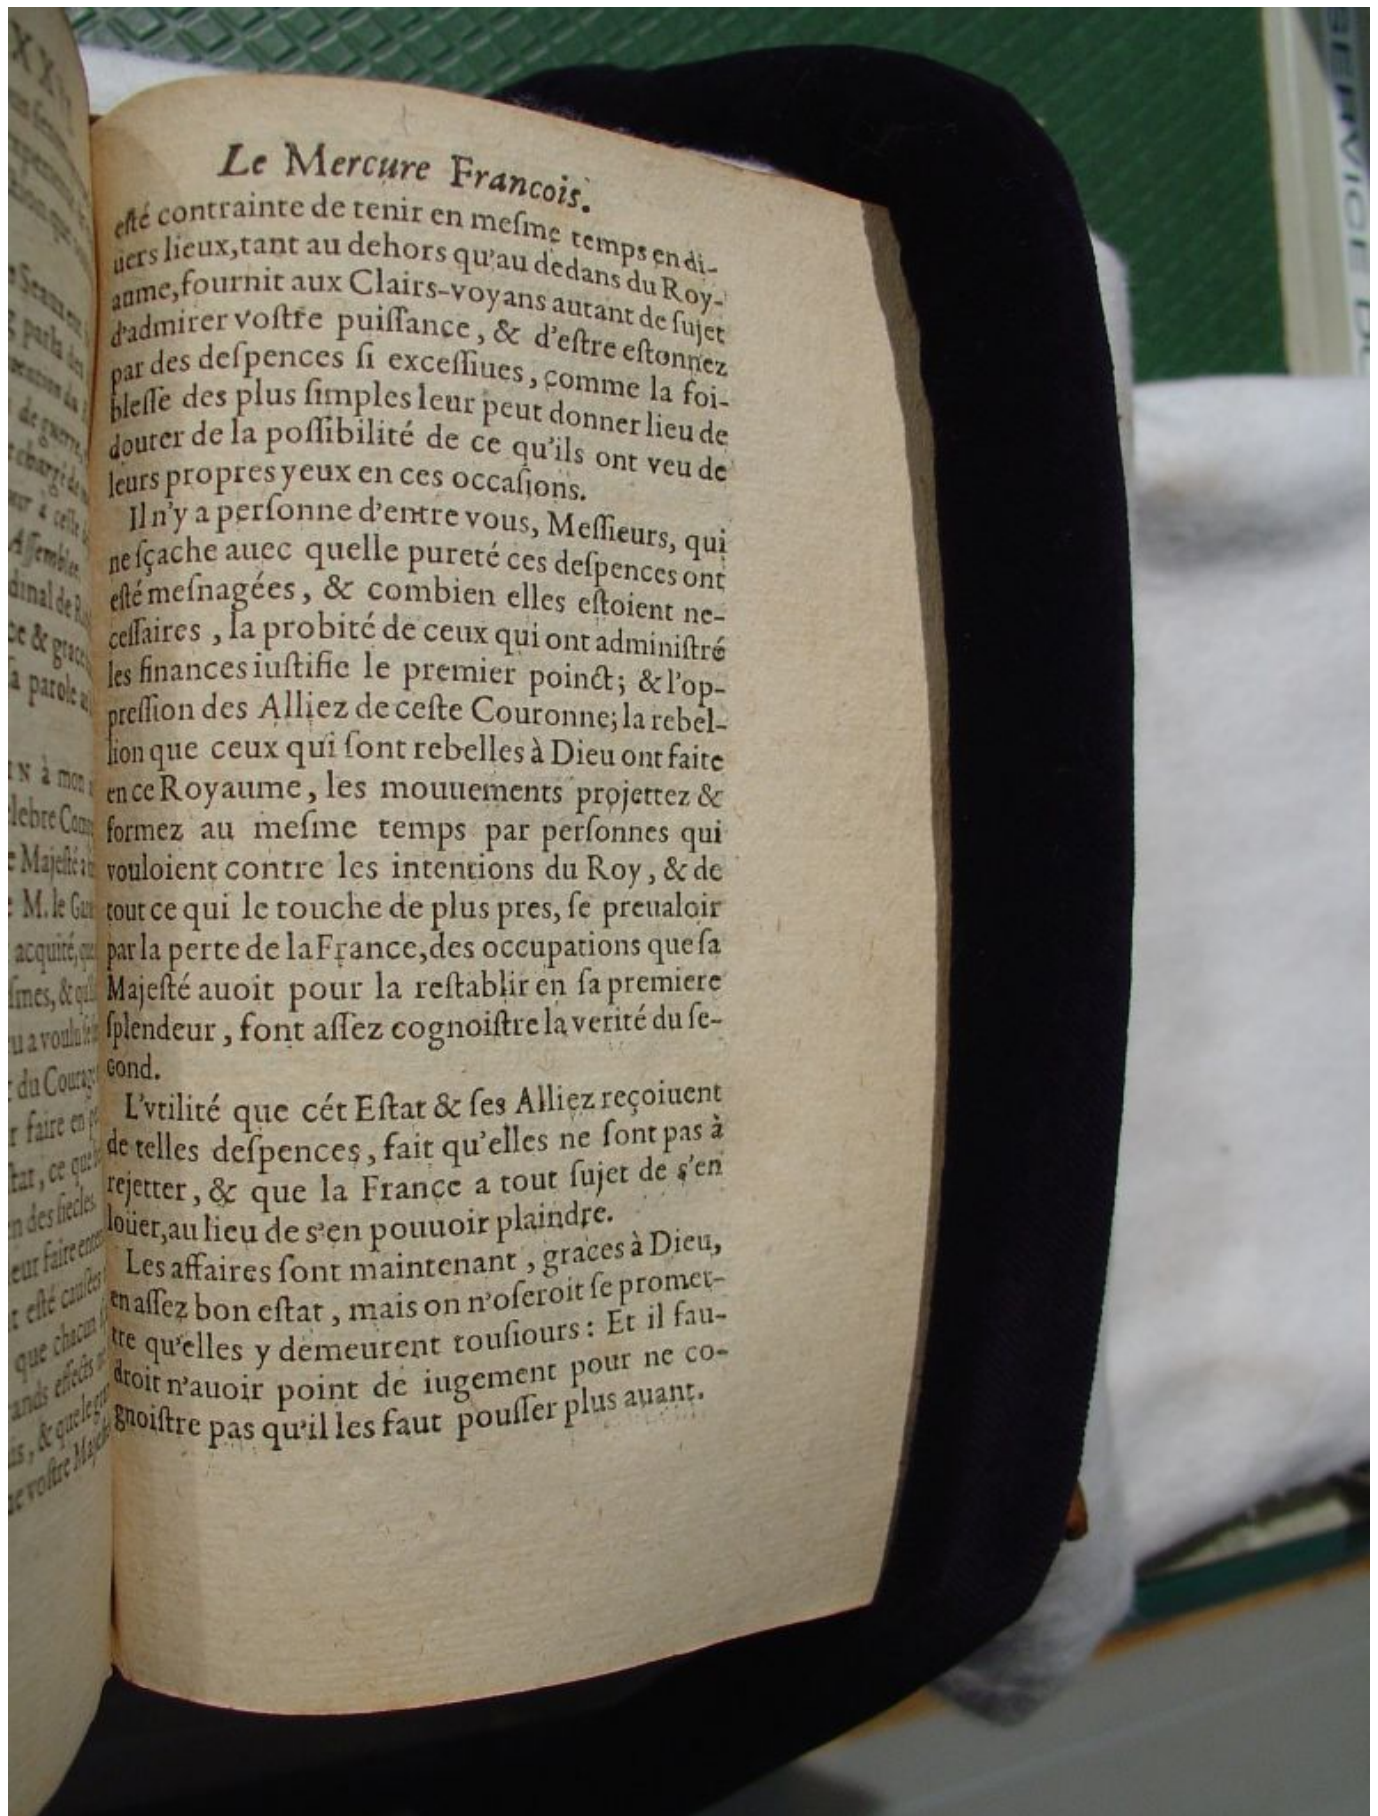 Le Mercure Francois.
esté contrainte de tenir en mesme temps en di-
uers lieux, tant au dehors qu'au dedans du Roy-
aume, fournit aux Clairs-voyans autant de sujet
d'admirer vostre puissance, & d'estre estonnez
par des despences si excessiues, comme la foi-
blesse des plus simples leur peut donner lieu de
douter de la possibilité de ce qu'ils ont veu de
leurs propres yeux en ces occasions.
Il n'y a personne d'entre vous, Messieurs, qui
ne sçache auec quelle pureté ces despences ont
esté mesnagées, & combien elles estoient ne-
cessaires, la probité de ceux qui ont administré
les finances iustifie le premier poinct; & l'op-
pression des Alliez de ceste Couronne; la rebel-
lion que ceux qui sont rebelles à Dieu ont faite
en ce Royaume, les mouuements projettez &
formez au mesme temps par personnes qui
vouloient contre les intentions du Roy, & de
tout ce qui le touche de plus pres, se preualoir
par la perte de la France, des occupations que sa
Majesté auoit pour la restablir en sa premiere
splendeur, font assez cognoistre la verité du se-
cond.
L'vtilité que cét Estat & ses Alliez reçoiuent
de telles despences, fait qu'elles ne sont pas à
rejetter, & que la France a tout sujet de s'en
louer, au lieu de s'en pouuoir plaindre.
Les affaires sont maintenant, graces à Dieu,
en assez bon estat, mais on n'oseroit se promet-
tre qu'elles y demeurent tousiours: Et il fau-
droit n'auoir point de iugement pour ne co-
gnoistre pas qu'il les faut pousser plus auant.
SERVICE DU